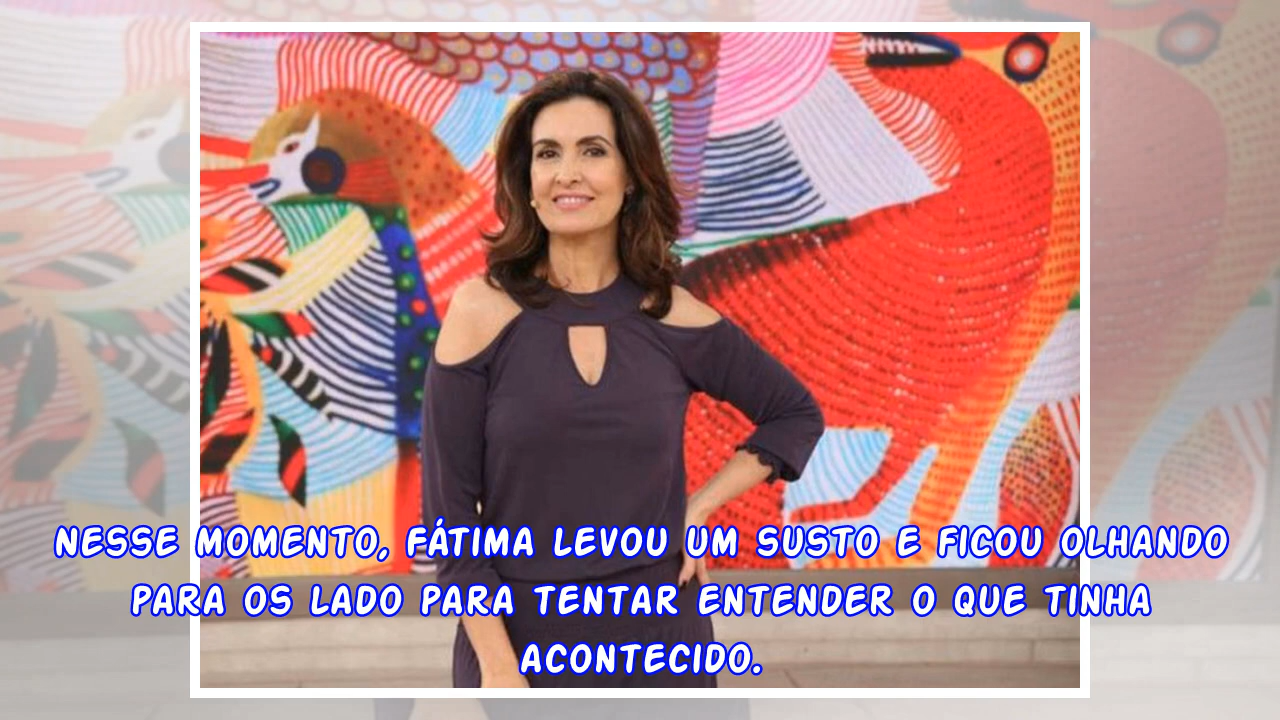 NESSE MOMENTO, FÁTIMA LEVOU UM SUSTO E FICOU OLHANDO
PARA OS LADO PARA TENTAR ENTENDER O QUE TINHA
ACONTECIDO.